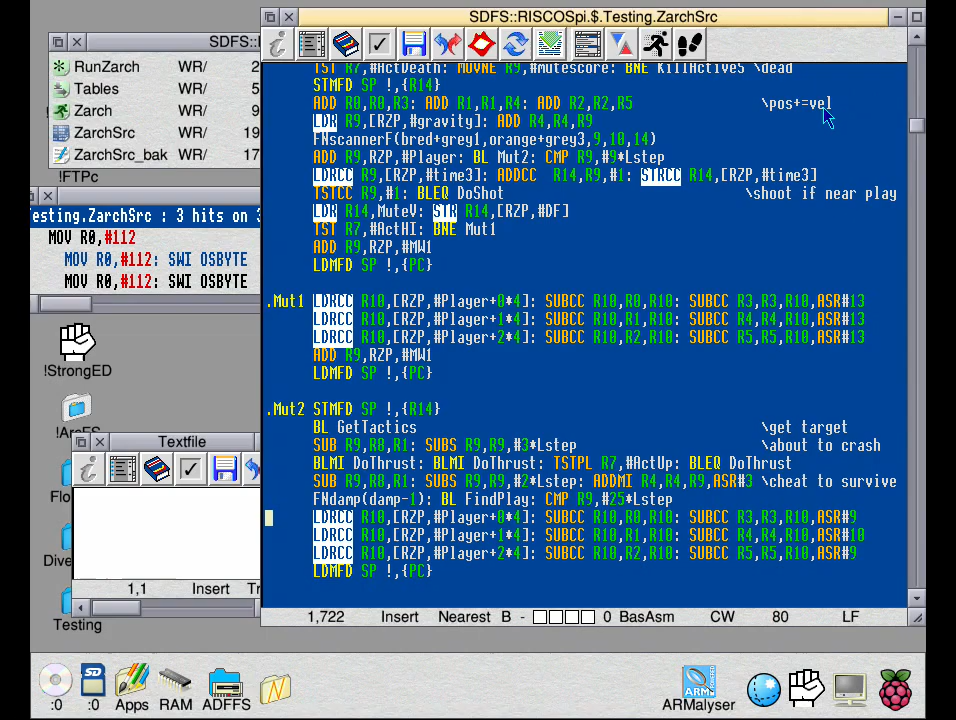 SDFS::RISCOSpi.$.Testing.ZarchSrc
SDFS::RI
RunZarch WR/ 2
Tables WR/
Zarch WR/
ZarchSrc WR/ 2
ZarchSrc_bak WR/ 17
!FTPc
esting.ZarchSrc : 3 hits on 3
MOV R0,#112
MOV R0,#112: SWI OSBYTE
MOV R0,#112: SWI OSBYTE
!StrongED
Textfile
Flo
Dive
Testing
1,1 Insert Tr
TST R7,#ActDeath: MOVNE R9,#mutescore: BNE KillActiveS \dead
STMFD SP !,{R14}
ADD R0,R0,R3: ADD R1,R1,R4: ADD R2,R2,R5 \pos+=vel
LDR R9,[RZP,#gravity]: ADD R4,R4,R9
FNscannerF(bred+grey1,orange+grey3,9,10,14)
ADD R9,RZP,#Player: BL Mut2: CMP R9,#9*Lstep
LDRCC R9,[RZP,#time3]: ADDCC R14,R9,#1: STRCC R14,[RZP,#time3]
TSTCC R9,#1: BLEQ DoShot \shoot if near play
LDR R14,MuteV: STR R14,[RZP,#DF]
TST R7,#ActHI: BNE Mut1
ADD R9,RZP,#MW1
LDMFD SP !,{PC}
.Mut1 LDRCC R10,[RZP,#Player+0*4]: SUBCC R10,R0,R10: SUBCC R3,R3,R10,ASR#13
LDRCC R10,[RZP,#Player+1*4]: SUBCC R10,R1,R10: SUBCC R4,R4,R10,ASR#13
LDRCC R10,[RZP,#Player+2*4]: SUBCC R10,R2,R10: SUBCC R5,R5,R10,ASR#13
ADD R9,RZP,#MW1
LDMFD SP !,{PC}
.Mut2 STMFD SP !,{R14}
BL GetTactics \get target
SUB R9,R8,R1: SUBS R9,R9,#3*Lstep \about to crash
BLMI DoThrust: BLMI DoThrust: TSTPL R7,#ActUp: BLEQ DoThrust
SUB R9,R8,R1: SUBS R9,R9,#2*Lstep: ADDMI R4,R4,R9,ASR#3 \cheat to survive
FNdamp(damp-1): BL FindPlay: CMP R9,#25*Lstep
LDRCC R10,[RZP,#Player+0*4]: SUBCC R10,R0,R10: SUBCC R3,R3,R10,ASR#9
LDRCC R10,[RZP,#Player+1*4]: SUBCC R10,R1,R10: SUBCC R4,R4,R10,ASR#10
LDRCC R10,[RZP,#Player+2*4]: SUBCC R10,R2,R10: SUBCC R5,R5,R10,ASR#9
LDMFD SP !,{PC}
1,722 Insert Nearest B - 0 BasAsm CW 80 LF
:0 :0 Apps RAM ADFFS ARMalyser